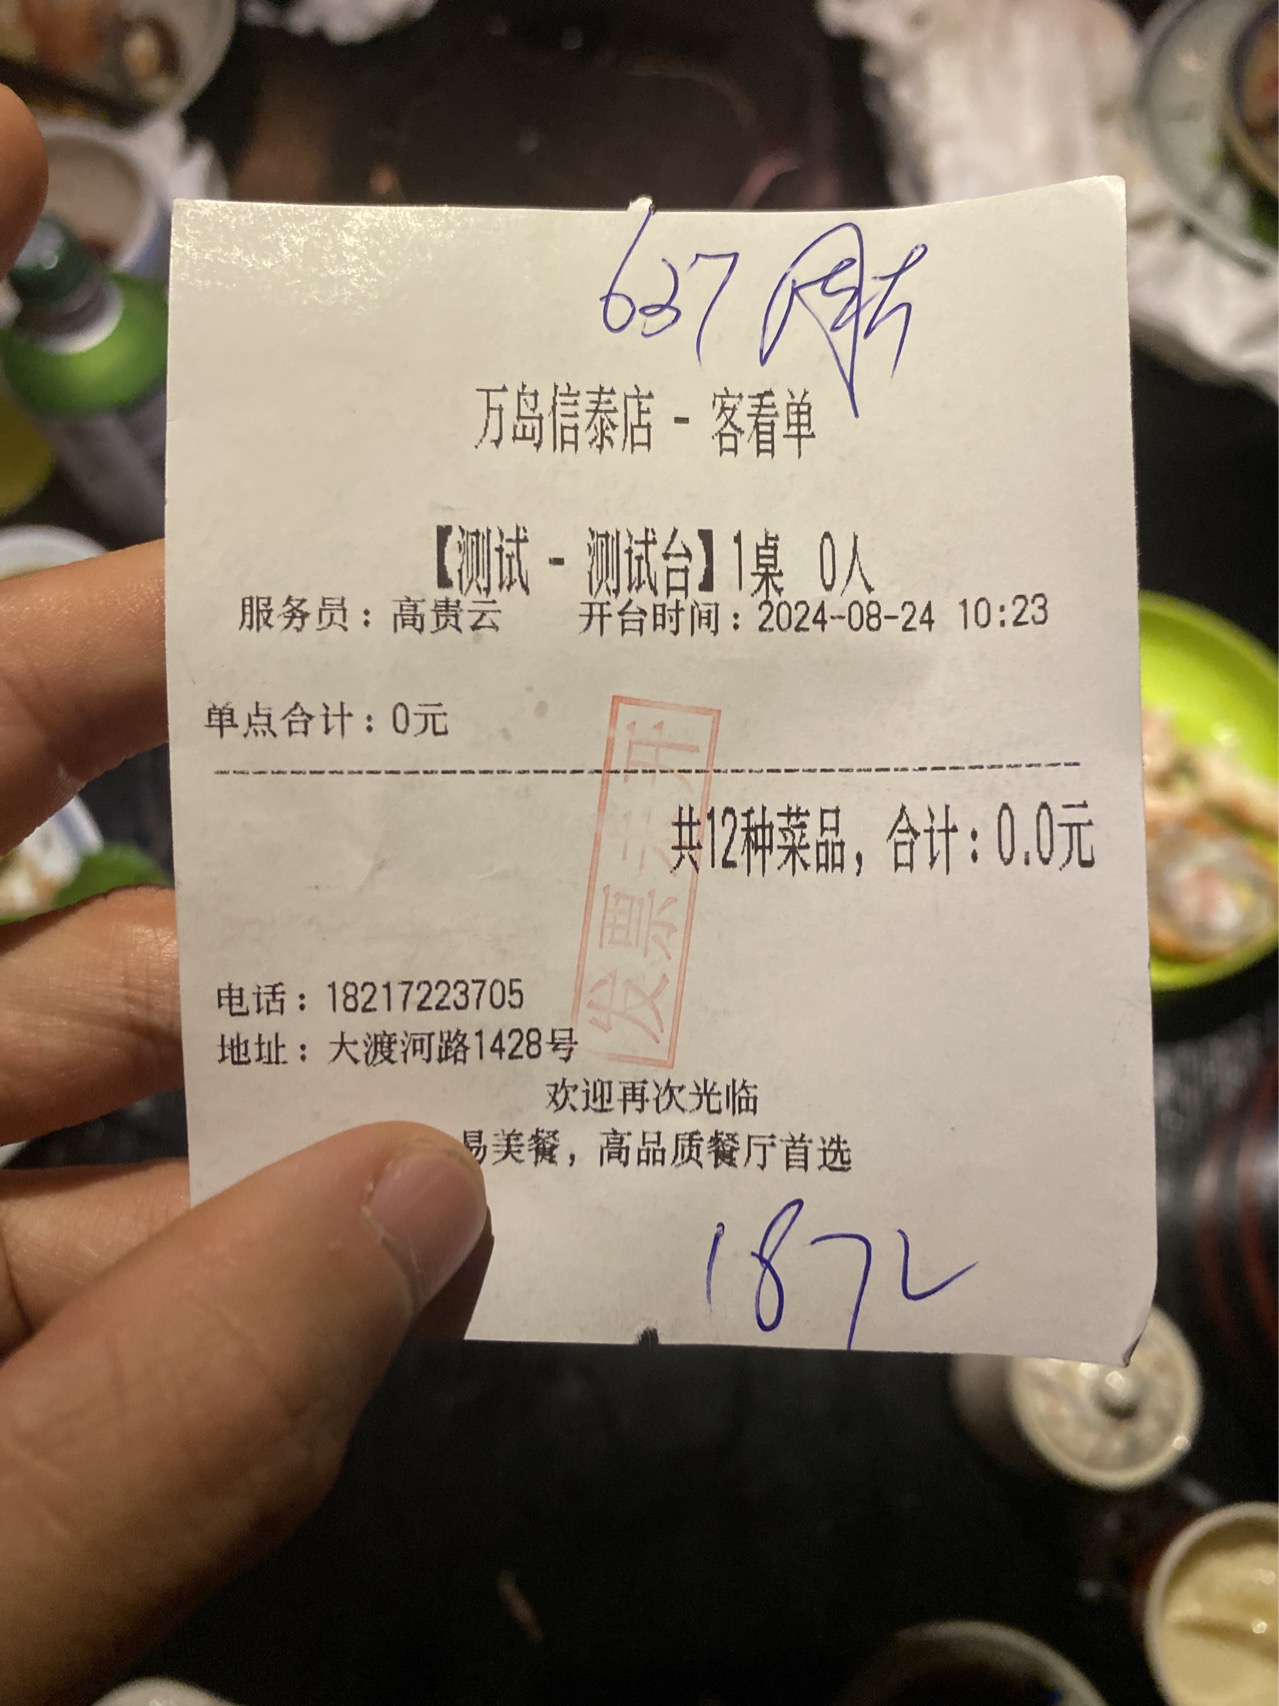 637
万岛信泰店 - 客看单
【测试 - 测试台】1桌 0人
服务员：高贵云 开台时间：2024-08-24 10:23
单点合计：0元
共12种菜品，合计：0.0元
发票已开
电话：18217223705
地址：大渡河路1428号
欢迎再次光临
易美餐，高品质餐厅首选
1872